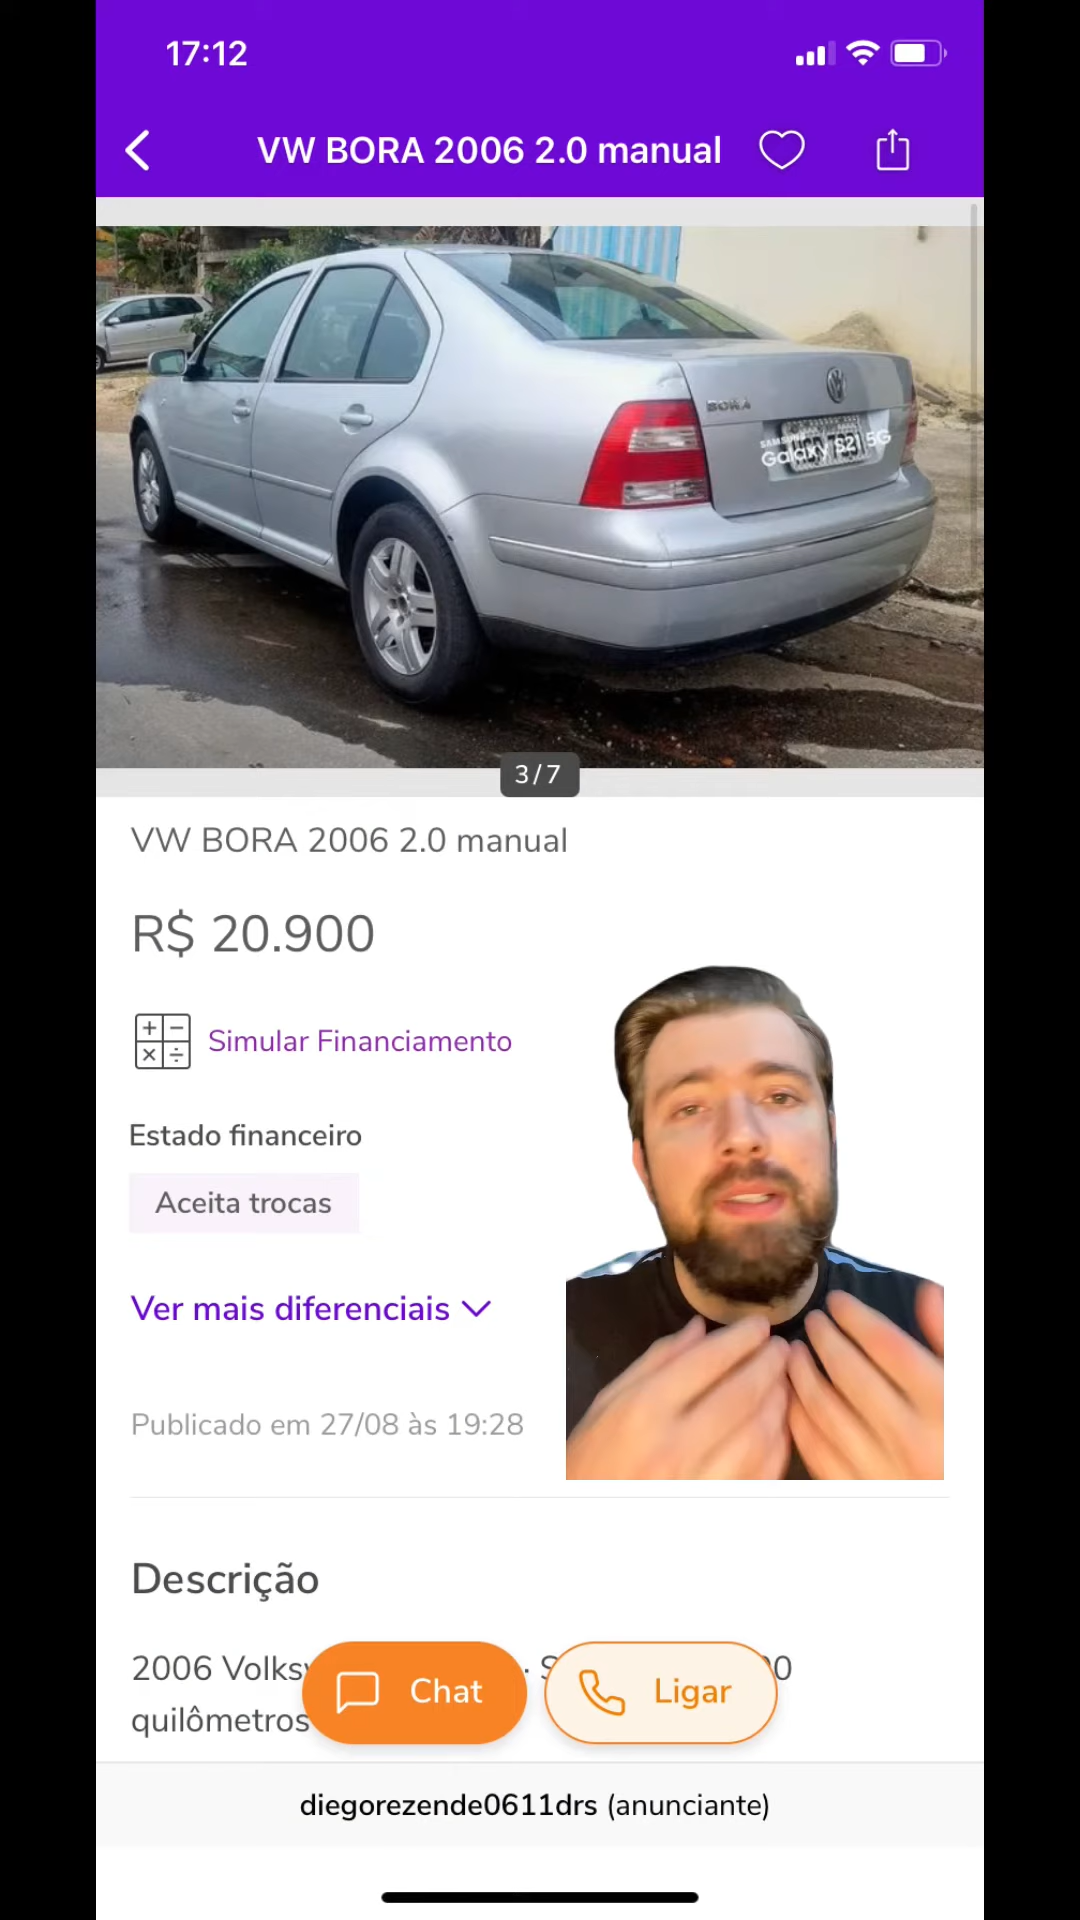 17:12
VW BORA 2006 2.0 manual
BORA
SAMSUNG
Galaxy S21 5G
3/7
VW BORA 2006 2.0 manual
R$ 20.900
Simular Financiamento
Estado financeiro
Aceita trocas
Ver mais diferenciais
Publicado em 27/08 às 19:28
Descrição
2006
quilômetros
Chat
Ligar
diegorezende0611drs (anunciante)